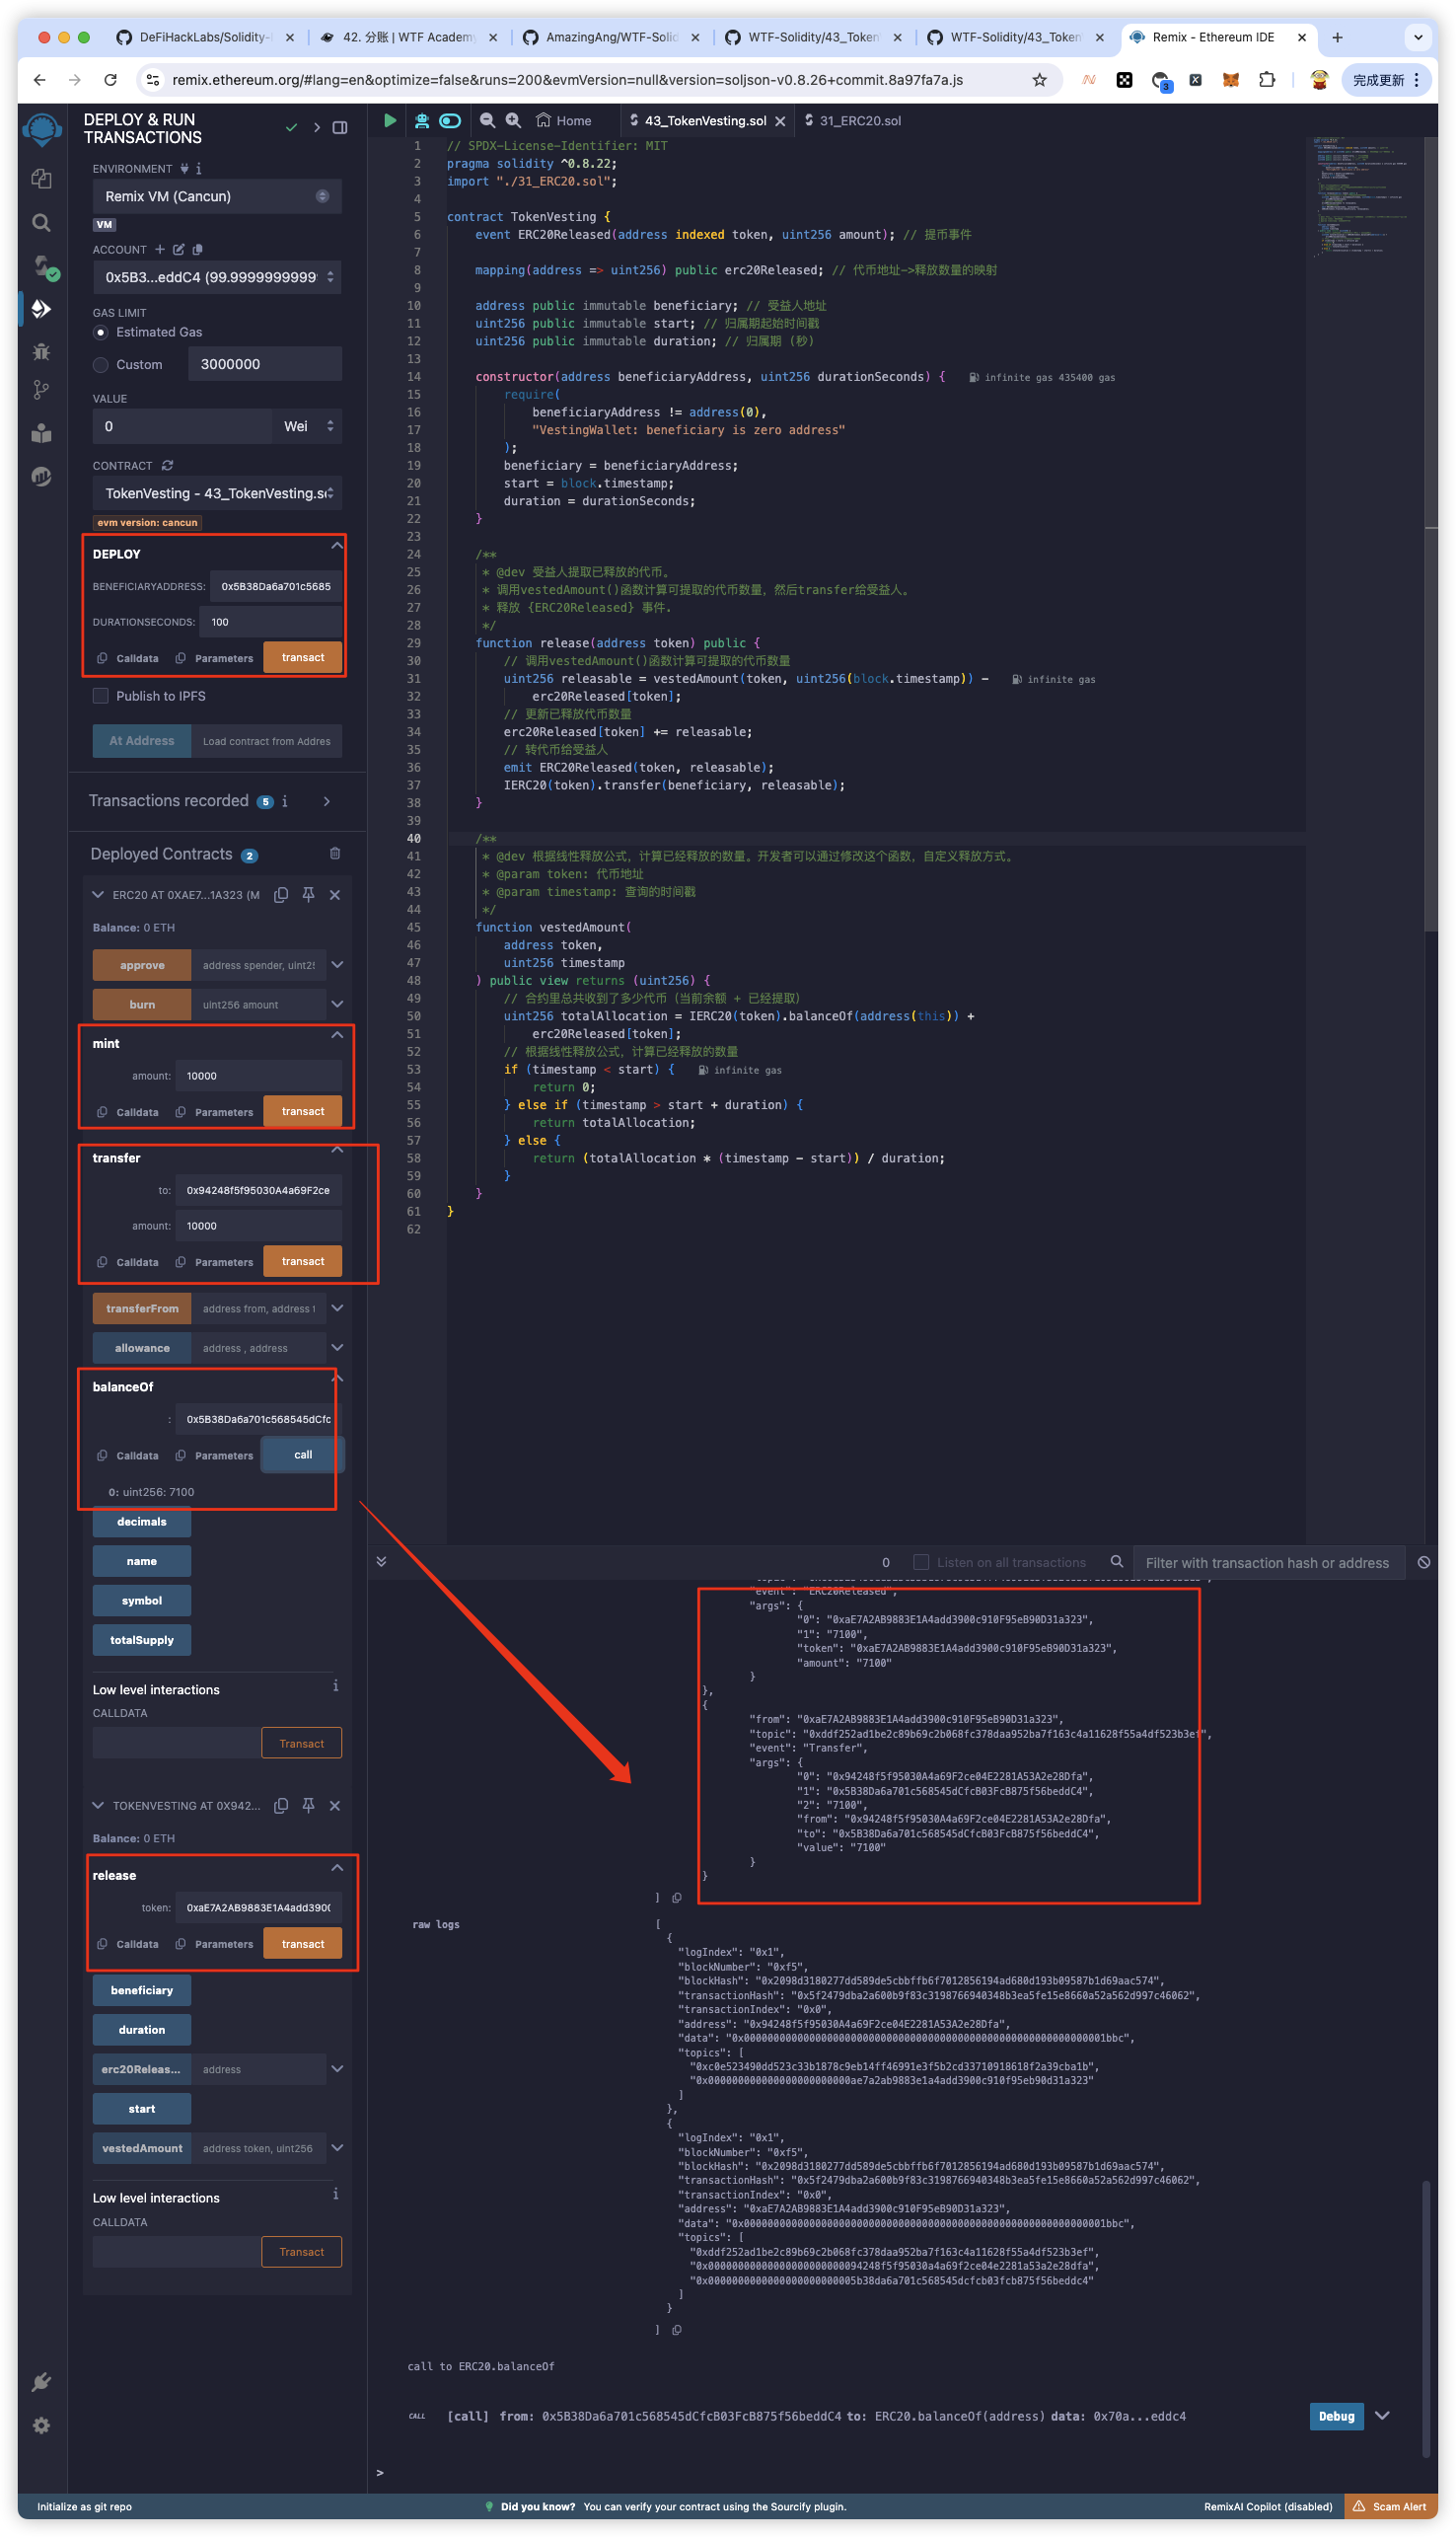 DeFiHackLabs/Solidity-
42. 分账 | WTF Academy
AmazingAng/WTF-Solid
WTF-Solidity/43_Token
WTF-Solidity/43_Token
Remix - Ethereum IDE
remix.ethereum.org/#lang=en&optimize=false&runs=200&evmVersion=null&version=soljson-v0.8.26+commit.8a97fa7a.js
3
完成更新
DEPLOY & RUN
TRANSACTIONS
ENVIRONMENT
Remix VM (Cancun)
VM
ACCOUNT
0x5B3...eddC4 (99.9999999999
GAS LIMIT
Estimated Gas
Custom
3000000
VALUE
0
Wei
CONTRACT
TokenVesting - 43_TokenVesting.so
evm version: cancun
DEPLOY
BENEFICIARYADDRESS:
0x5B38Da6a701c5685
DURATIONSECONDS:
100
Calldata
Parameters
transact
Publish to IPFS
At Address
Load contract from Addres
Transactions recorded 5
Deployed Contracts 2
ERC20 AT 0XAE7...1A323 (M
Balance: 0 ETH
approve
address spender, uint25
burn
uint256 amount
mint
amount:
10000
Calldata
Parameters
transact
transfer
to:
0x94248f5f95030A4a69F2ce
amount:
10000
Calldata
Parameters
transact
transferFrom
address from, address t
allowance
address , address
balanceOf
:
0x5B38Da6a701c568545dCfc
Calldata
Parameters
call
0: uint256: 7100
decimals
name
symbol
totalSupply
Low level interactions
CALLDATA
Transact
TOKENVESTING AT 0X942...
Balance: 0 ETH
release
token:
0xaE7A2AB9883E1A4add390(
Calldata
Parameters
transact
beneficiary
duration
erc20Releas...
address
start
vestedAmount
address token, uint256
Low level interactions
CALLDATA
Transact
Home
43_TokenVesting.sol
31_ERC20.sol
1 // SPDX-License-Identifier: MIT
2 pragma solidity ^0.8.22;
3 import "./31_ERC20.sol";
4
5 contract TokenVesting {
6 event ERC20Released(address indexed token, uint256 amount); // 提币事件
7
8 mapping(address => uint256) public erc20Released; // 代币地址->释放数量的映射
9
10 address public immutable beneficiary; // 受益人地址
11 uint256 public immutable start; // 归属期起始时间戳
12 uint256 public immutable duration; // 归属期 (秒)
13
14 constructor(address beneficiaryAddress, uint256 durationSeconds) { infinite gas 435400 gas
15 require(
16 beneficiaryAddress != address(0),
17 "VestingWallet: beneficiary is zero address"
18 );
19 beneficiary = beneficiaryAddress;
20 start = block.timestamp;
21 duration = durationSeconds;
22 }
23
24 /**
25 * @dev 受益人提取已释放的代币。
26 * 调用vestedAmount()函数计算可提取的代币数量，然后transfer给受益人。
27 * 释放 {ERC20Released} 事件.
28 */
29 function release(address token) public {
30 // 调用vestedAmount()函数计算可提取的代币数量
31 uint256 releasable = vestedAmount(token, uint256(block.timestamp)) - infinite gas
32 erc20Released[token];
33 // 更新已释放代币数量
34 erc20Released[token] += releasable;
35 // 转代币给受益人
36 emit ERC20Released(token, releasable);
37 IERC20(token).transfer(beneficiary, releasable);
38 }
39
40 /**
41 * @dev 根据线性释放公式，计算已经释放的数量。开发者可以通过修改这个函数，自定义释放方式。
42 * @param token: 代币地址
43 * @param timestamp: 查询的时间戳
44 */
45 function vestedAmount(
46 address token,
47 uint256 timestamp
48 ) public view returns (uint256) {
49 // 合约里总共收到了多少代币（当前余额 + 已经提取）
50 uint256 totalAllocation = IERC20(token).balanceOf(address(this)) +
51 erc20Released[token];
52 // 根据线性释放公式，计算已经释放的数量
53 if (timestamp < start) { infinite gas
54 return 0;
55 } else if (timestamp > start + duration) {
56 return totalAllocation;
57 } else {
58 return (totalAllocation * (timestamp - start)) / duration;
59 }
60 }
61 }
62
0
Listen on all transactions
Filter with transaction hash or address
"event": "ERC20Released",
"args": {
"0": "0xaE7A2AB9883E1A4add3900c910F95eB90D31a323",
"1": "7100",
"token": "0xaE7A2AB9883E1A4add3900c910F95eB90D31a323",
"amount": "7100"
}
},
{
"from": "0xaE7A2AB9883E1A4add3900c910F95eB90D31a323",
"topic": "0xddf252ad1be2c89b69c2b068fc378daa952ba7f163c4a11628f55a4df523b3ef",
"event": "Transfer",
"args": {
"0": "0x94248f5f95030A4a69F2ce04E2281A53A2e28Dfa",
"1": "0x5B38Da6a701c568545dCfcB03FcB875f56beddC4",
"2": "7100",
"from": "0x94248f5f95030A4a69F2ce04E2281A53A2e28Dfa",
"to": "0x5B38Da6a701c568545dCfcB03FcB875f56beddC4",
"value": "7100"
}
}
]
raw logs
[
{
"logIndex": "0x1",
"blockNumber": "0xf5",
"blockHash": "0x2098d3180277dd589de5cbbffb6f7012856194ad680d193b09587b1d69aac574",
"transactionHash": "0x5f2479dba2a600b9f83c3198766940348b3ea5fe15e8660a52a562d997c46062",
"transactionIndex": "0x0",
"address": "0x94248f5f95030A4a69F2ce04E2281A53A2e28Dfa",
"data": "0x0000000000000000000000000000000000000000000000000000000000001bbc",
"topics": [
"0xc0e523490dd523c33b1878c9eb14ff46991e3f5b2cd33710918618f2a39cba1b",
"0x000000000000000000000000ae7a2ab9883e1a4add3900c910f95eb90d31a323"
]
},
{
"logIndex": "0x1",
"blockNumber": "0xf5",
"blockHash": "0x2098d3180277dd589de5cbbffb6f7012856194ad680d193b09587b1d69aac574",
"transactionHash": "0x5f2479dba2a600b9f83c3198766940348b3ea5fe15e8660a52a562d997c46062",
"transactionIndex": "0x0",
"address": "0xaE7A2AB9883E1A4add3900c910F95eB90D31a323",
"data": "0x0000000000000000000000000000000000000000000000000000000000001bbc",
"topics": [
"0xddf252ad1be2c89b69c2b068fc378daa952ba7f163c4a11628f55a4df523b3ef",
"0x00000000000000000000000094248f5f95030a4a69f2ce04e2281a53a2e28dfa",
"0x0000000000000000000000005b38da6a701c568545dcfcb03fcb875f56beddc4"
]
}
]
call to ERC20.balanceOf
CALL [call] from: 0x5B38Da6a701c568545dCfcB03FcB875f56beddC4 to: ERC20.balanceOf(address) data: 0x70a...eddc4
Debug
>
Initialize as git repo
Did you know? You can verify your contract using the Sourcify plugin.
RemixAI Copilot (disabled)
Scam Alert